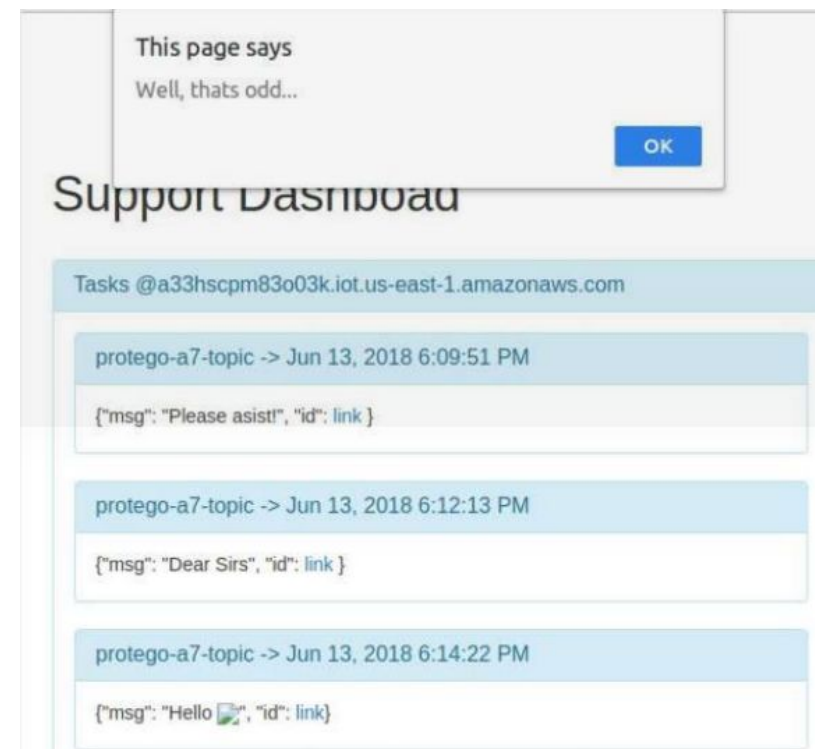 This page says
Well, thats odd...
OK
Support Dashboad
Tasks @a33hscpm83o03k.iot.us-east-1.amazonaws.com
protego-a7-topic -> Jun 13, 2018 6:09:51 PM
{"msg": "Please asist!", "id": link }
protego-a7-topic -> Jun 13, 2018 6:12:13 PM
{"msg": "Dear Sirs", "id": link }
protego-a7-topic -> Jun 13, 2018 6:14:22 PM
{"msg": "Hello ", "id": link}